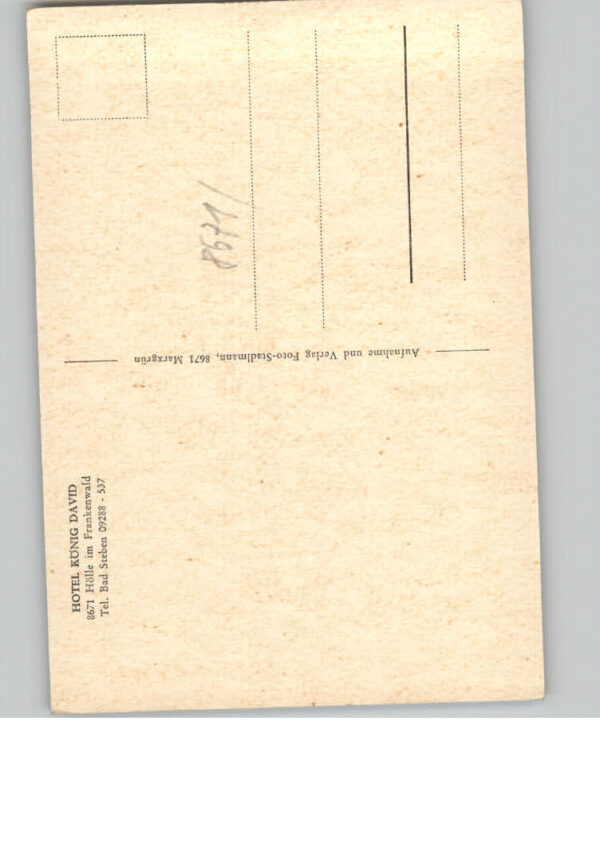 HOTEL KÖNIG DAVID
8671 Hölle im Frankenwald
Tel. Bad Steben 09288 - 537
Aufnahme und Verlag Foto-Stadlmann, 8671 Marxgrün
8671/